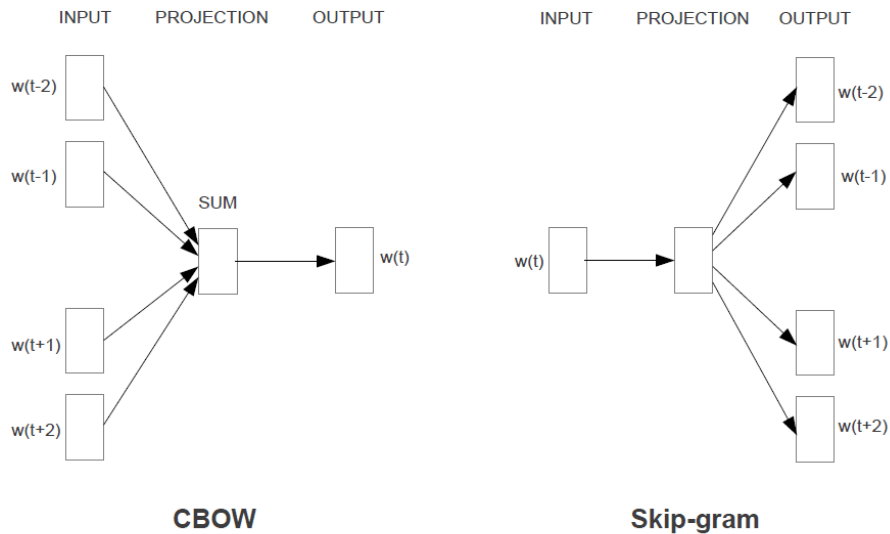 INPUT PROJECTION OUTPUT
w(t-2)
w(t-1)
SUM
w(t)
w(t+1)
w(t+2)
CBOW
INPUT PROJECTION OUTPUT
w(t-2)
w(t-1)
w(t)
w(t+1)
w(t+2)
Skip-gram